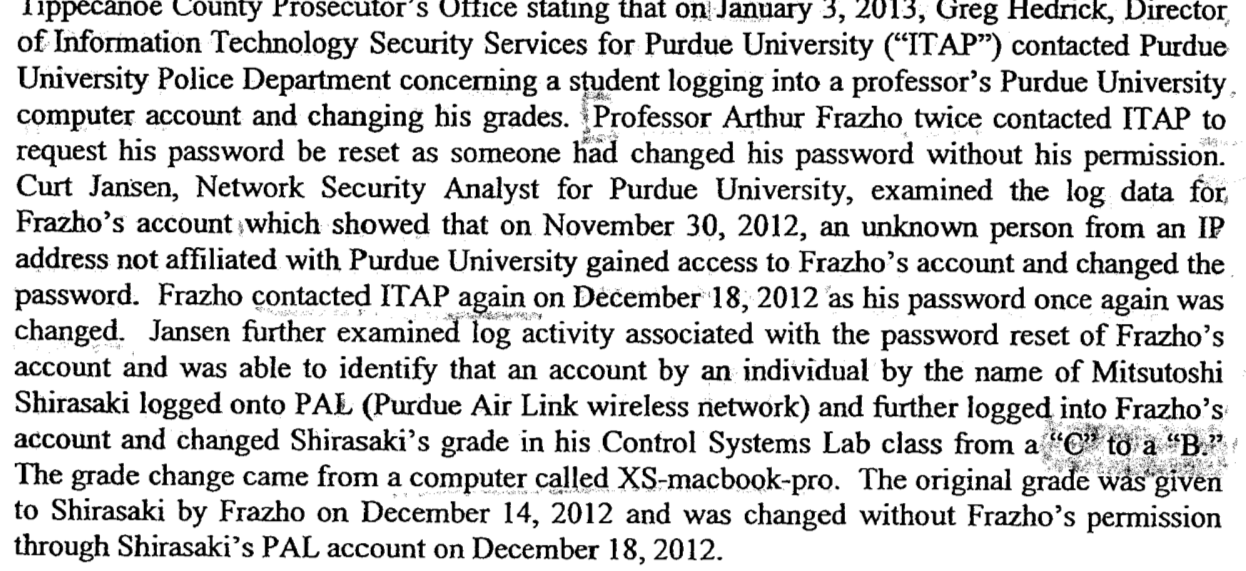 Tippecanoe County Prosecutor's Office stating that on January 3, 2013, Greg Hedrick, Director
of Information Technology Security Services for Purdue University (“ITAP”) contacted Purdue
University Police Department concerning a student logging into a professor's Purdue University
computer account and changing his grades. Professor Arthur Frazho twice contacted ITAP to
request his password be reset as someone had changed his password without his permission.
Curt Jansen, Network Security Analyst for Purdue University, examined the log data for
Frazho's account which showed that on November 30, 2012, an unknown person from an IP
address not affiliated with Purdue University gained access to Frazho's account and changed the
password. Frazho contacted ITAP again on December 18, 2012 as his password once again was
changed. Jansen further examined log activity associated with the password reset of Frazho's
account and was able to identify that an account by an individual by the name of Mitsutoshi
Shirasaki logged onto PAL (Purdue Air Link wireless network) and further logged into Frazho's
account and changed Shirasaki's grade in his Control Systems Lab class from a “C” to a “B.”
The grade change came from a computer called XS-macbook-pro. The original grade was given
to Shirasaki by Frazho on December 14, 2012 and was changed without Frazho's permission
through Shirasaki's PAL account on December 18, 2012.